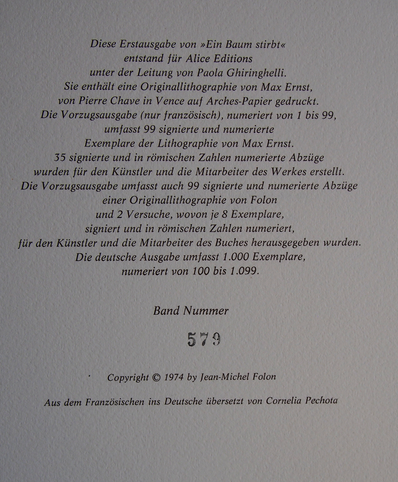 Diese Erstausgabe von »Ein Baum stirbt«
entstand für Alice Editions
unter der Leitung von Paola Ghiringhelli.
Sie enthält eine Originallithographie von Max Ernst,
von Pierre Chave in Vence auf Arches-Papier gedruckt.
Die Vorzugsausgabe (nur französisch), numeriert von 1 bis 99,
umfasst 99 signierte und numerierte
Exemplare der Lithographie von Max Ernst.
35 signierte und in römischen Zahlen numerierte Abzüge
wurden für den Künstler und die Mitarbeiter des Werkes erstellt.
Die Vorzugsausgabe umfasst auch 99 signierte und numerierte Abzüge
einer Originallithographie von Folon
und 2 Versuche, wovon je 8 Exemplare,
signiert und in römischen Zahlen numeriert,
für den Künstler und die Mitarbeiter des Buches herausgegeben wurden.
Die deutsche Ausgabe umfasst 1.000 Exemplare,
numeriert von 100 bis 1.099.
Band Nummer
579
Copyright © 1974 by Jean-Michel Folon
Aus dem Französischen ins Deutsche übersetzt von Cornelia Pechota